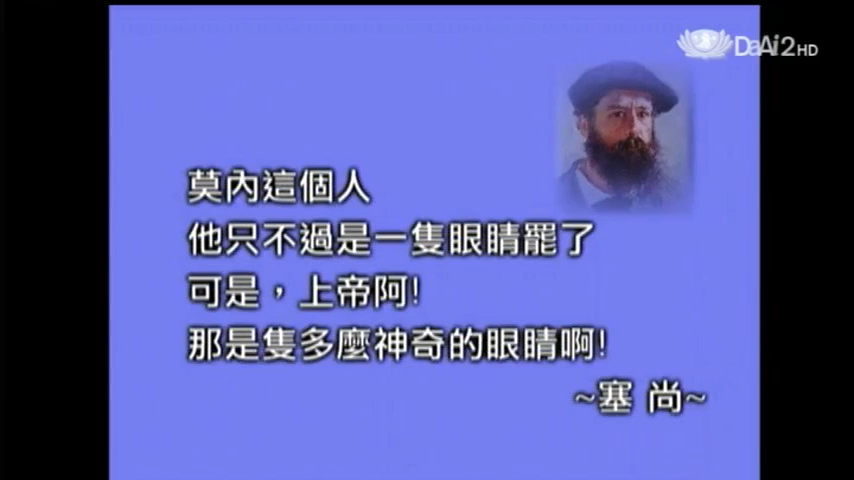 DaAi2HD
莫內這個人
他只不過是一隻眼睛罷了
可是，上帝阿!
那是隻多麼神奇的眼睛啊!
~塞 尚~